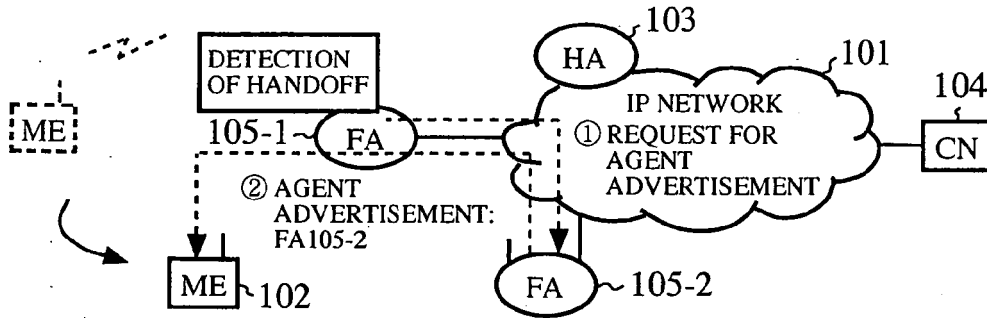 103
101
DETECTION
OF HANDOFF
HA
104
IP NETWORK
ME
105-1
FA
① REQUEST FOR
AGENT
ADVERTISEMENT
CN
② AGENT
ADVERTISEMENT:
FA105-2
ME
102
FA
105-2